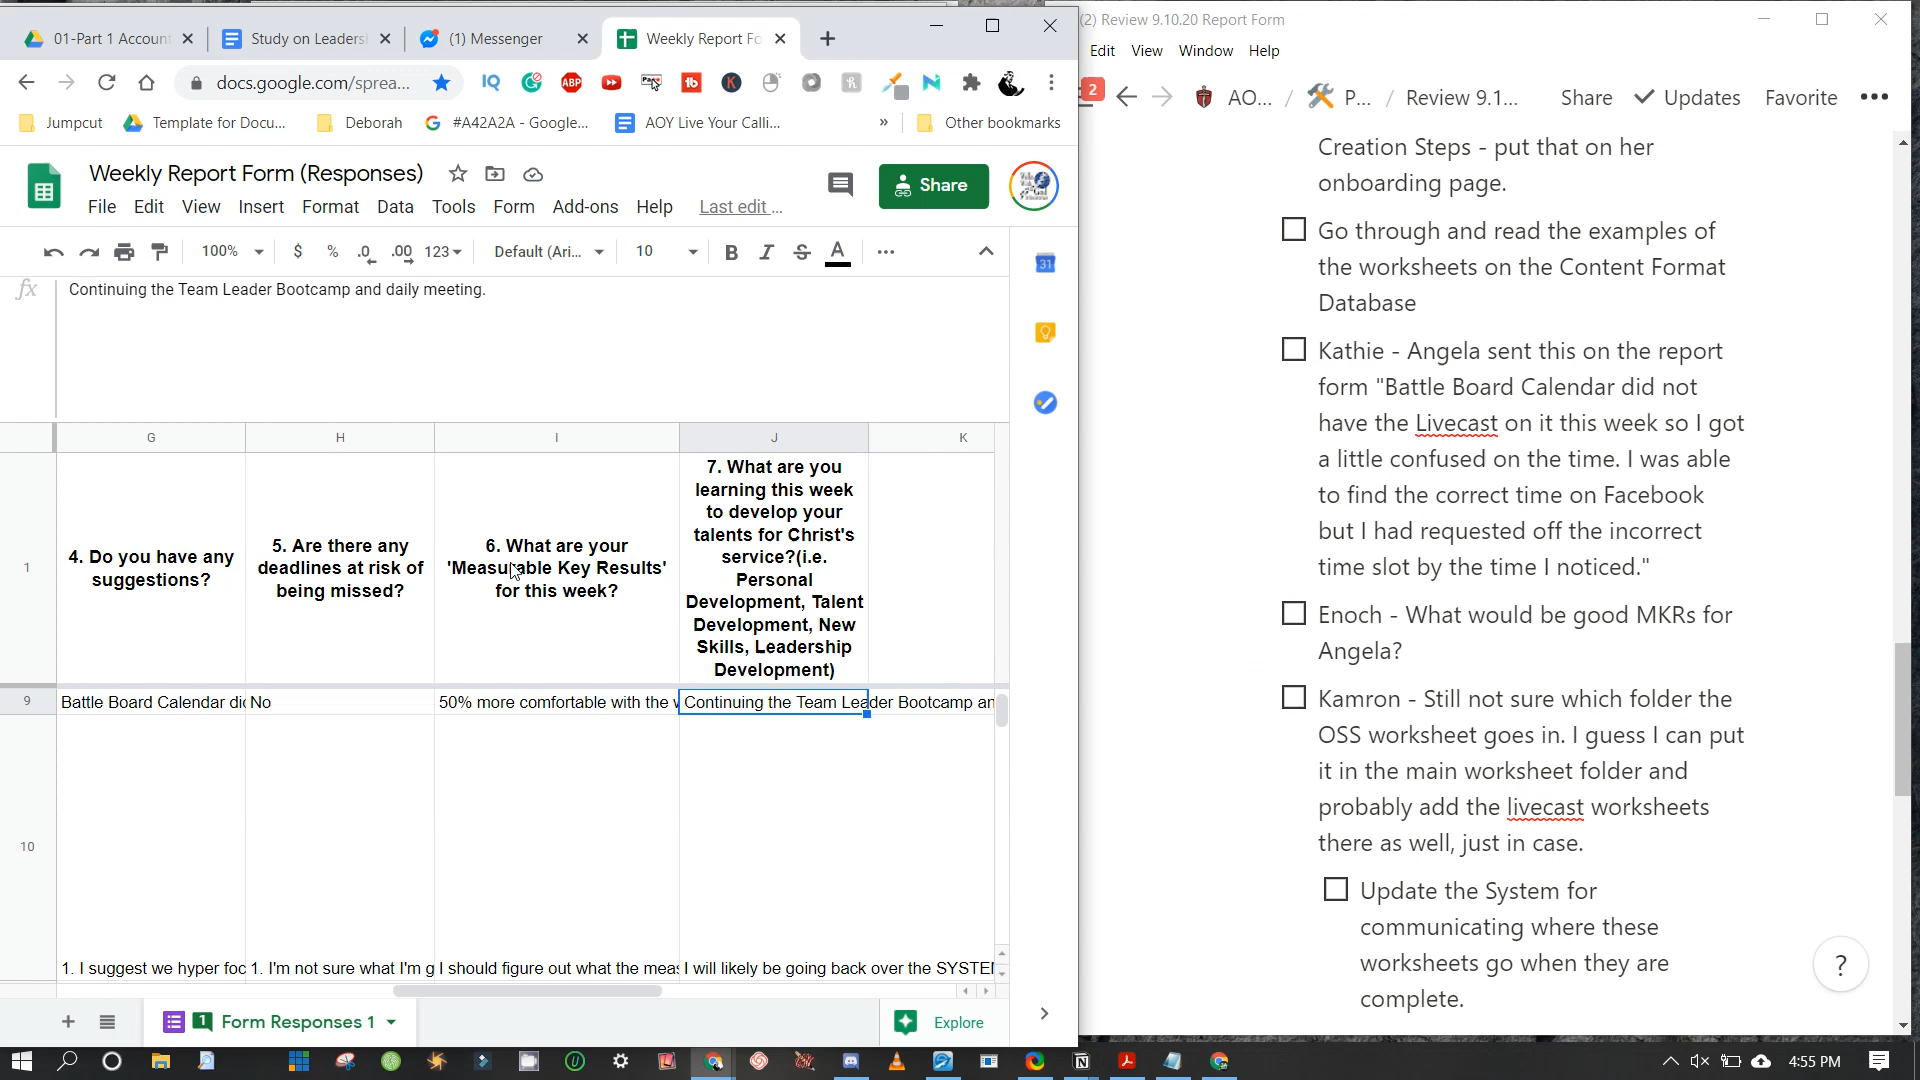 01-Part 1 Account
Study on Leaders
(1) Messenger
Weekly Report Fo
docs.google.com/sprea...
Jumpcut
Template for Docu...
Deborah
#A42A2A - Google...
AOY Live Your Calli...
»
Other bookmarks
Weekly Report Form (Responses)
Share
File Edit View Insert Format Data Tools Form Add-ons Help Last edit ...
100% $ % .0 .00 123 Default (Ari... 10 B I S A
fx Continuing the Team Leader Bootcamp and daily meeting.
G H I J K
1
4. Do you have any
suggestions?
5. Are there any
deadlines at risk of
being missed?
6. What are your
'Measurable Key Results'
for this week?
7. What are you
learning this week
to develop your
talents for Christ's
service?(i.e.
Personal
Development, Talent
Development, New
Skills, Leadership
Development)
9 Battle Board Calendar did No 50% more comfortable with the w Continuing the Team Leader Bootcamp an
10
1. I suggest we hyper foc 1. I'm not sure what I'm g I should figure out what the meas I will likely be going back over the SYSTE
1 Form Responses 1
Explore
(2) Review 9.10.20 Report Form
Edit View Window Help
2 AO... / P... / Review 9.1... Share Updates Favorite
Creation Steps - put that on her
onboarding page.
Go through and read the examples of
the worksheets on the Content Format
Database
Kathie - Angela sent this on the report
form "Battle Board Calendar did not
have the Livecast on it this week so I got
a little confused on the time. I was able
to find the correct time on Facebook
but I had requested off the incorrect
time slot by the time I noticed."
Enoch - What would be good MKRs for
Angela?
Kamron - Still not sure which folder the
OSS worksheet goes in. I guess I can put
it in the main worksheet folder and
probably add the livecast worksheets
there as well, just in case.
Update the System for
communicating where these
worksheets go when they are
complete.
?
4:55 PM